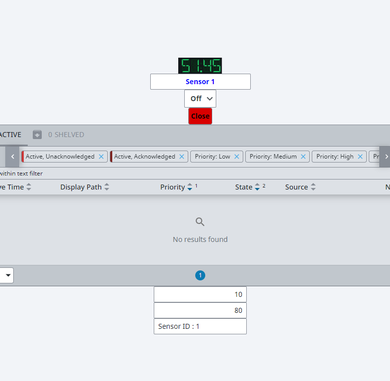 51.45
Sensor 1
Off
Close
ACTIVE 0 SHELVED
Active, Unacknowledged Active, Acknowledged Priority: Low Priority: Medium Priority: High
within text filter
Time Display Path Priority 1 State 2 Source
No results found
1
10
80
Sensor ID : 1